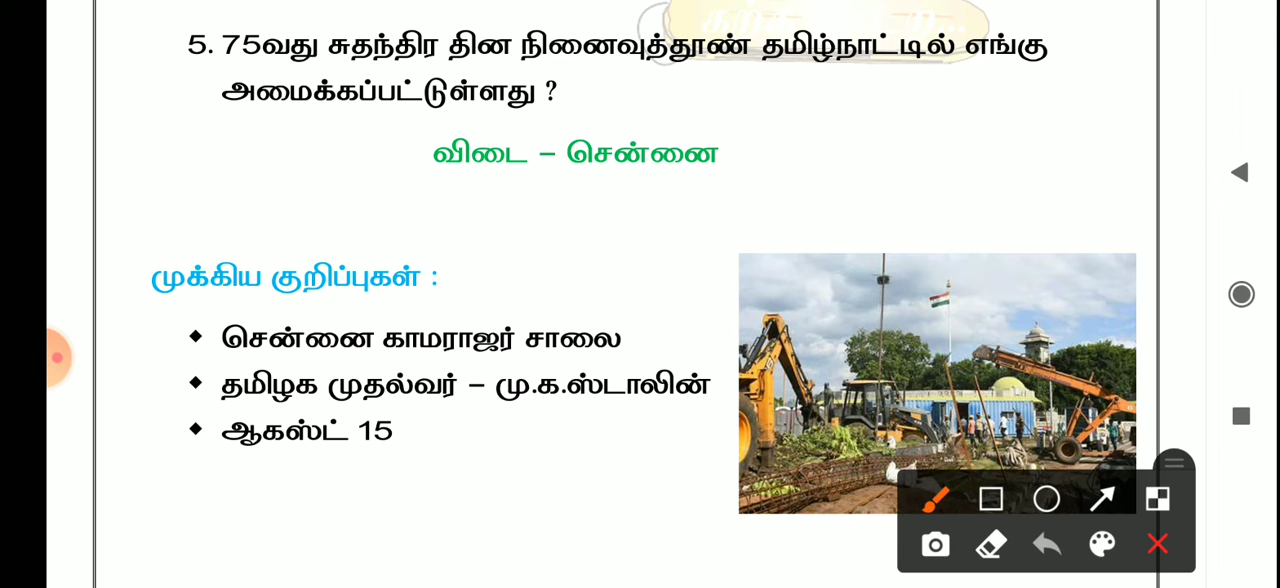 5. 75வது சுதந்திர தின நினைவுத்தூண் தமிழ்நாட்டில் எங்கு
அமைக்கப்பட்டுள்ளது ?
விடை – சென்னை
முக்கிய குறிப்புகள் :
சென்னை காமராஜர் சாலை
தமிழக முதல்வர் – மு.க.ஸ்டாலின்
ஆகஸ்ட் 15